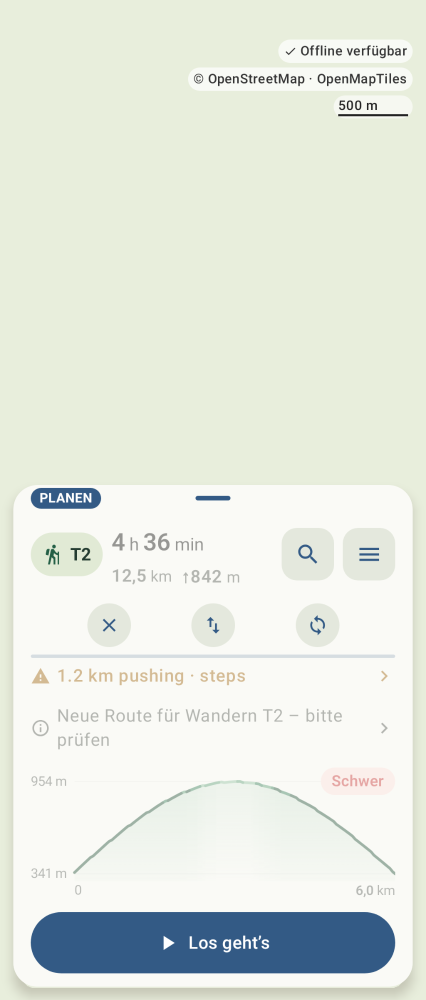 Offline verfügbar
© OpenStreetMap · OpenMapTiles
500 m
PLANEN
T2
4 h 36 min
12,5 km ↑842 m
1.2 km pushing · steps
Neue Route für Wandern T2 – bitte
prüfen
954 m
Schwer
341 m
0
6,0 km
Los geht’s